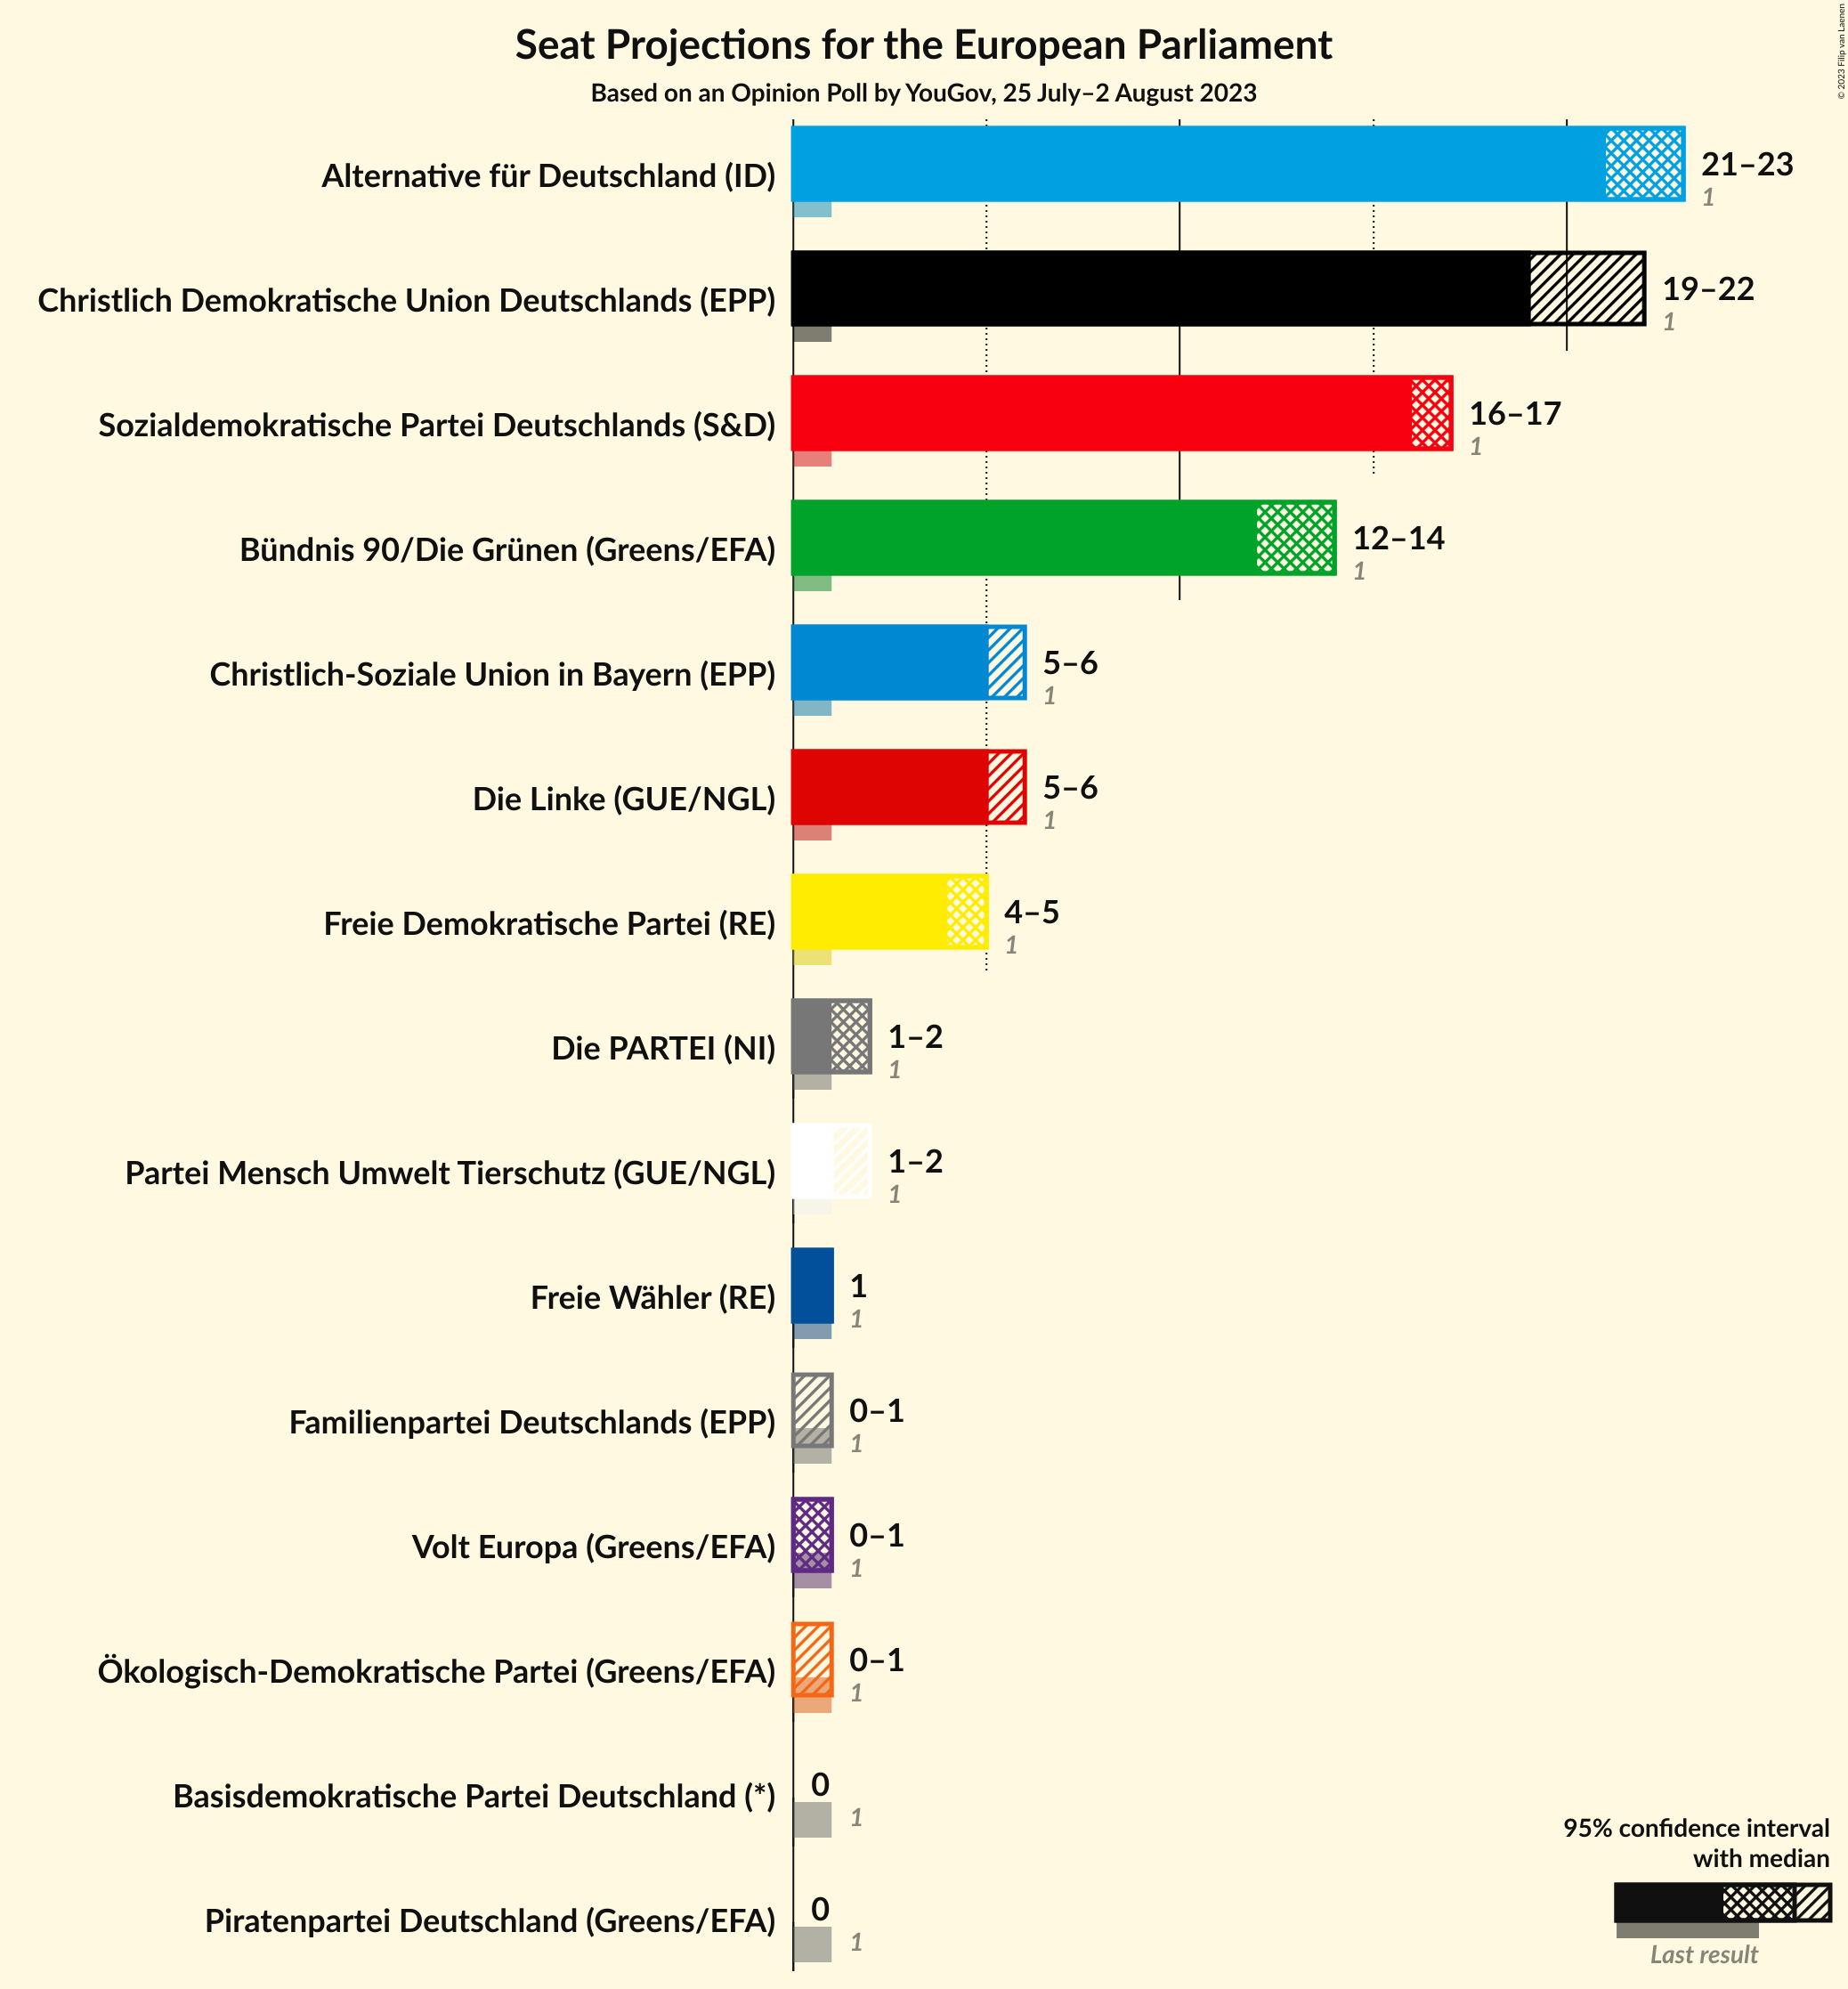 Seat Projections for the European Parliament
Based on an Opinion Poll by YouGov, 25 July–2 August 2023
© 2023 Filip van Laenen
Alternative für Deutschland (ID)
21–23
1
Christlich Demokratische Union Deutschlands (EPP)
19–22
1
Sozialdemokratische Partei Deutschlands (S&D)
16–17
1
Bündnis 90/Die Grünen (Greens/EFA)
12–14
1
Christlich-Soziale Union in Bayern (EPP)
5–6
1
Die Linke (GUE/NGL)
5–6
1
Freie Demokratische Partei (RE)
4–5
1
Die PARTEI (NI)
1–2
1
Partei Mensch Umwelt Tierschutz (GUE/NGL)
1–2
1
Freie Wähler (RE)
1
1
Familienpartei Deutschlands (EPP)
0–1
1
Volt Europa (Greens/EFA)
0–1
1
Ökologisch-Demokratische Partei (Greens/EFA)
0–1
1
Basisdemokratische Partei Deutschland (*)
0
1
Piratenpartei Deutschland (Greens/EFA)
0
1
95% confidence interval
with median
Last result